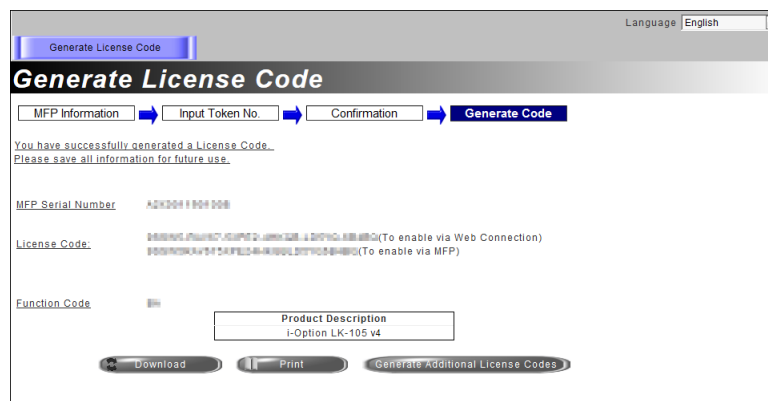 Language English
Generate License Code
Generate License Code
MFP Information Input Token No. Confirmation Generate Code
You have successfully generated a License Code.
Please save all information for future use.
MFP Serial Number
License Code: (To enable via Web Connection)
(To enable via MFP)
Function Code
Product Description
i-Option LK-105 v4
Download Print Generate Additional License Codes